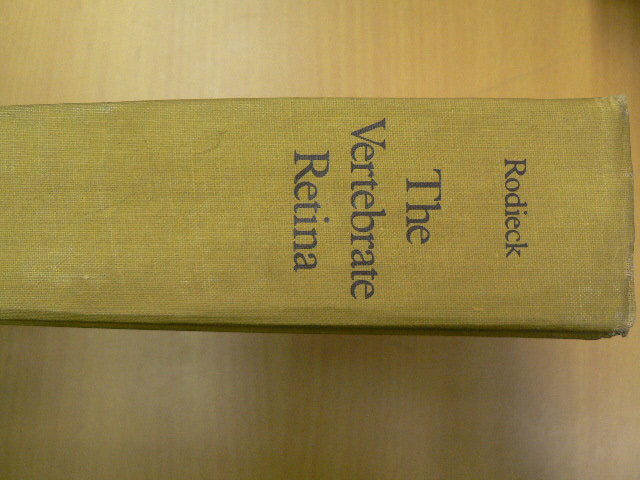 Rodieck
The
Vertebrate
Retina